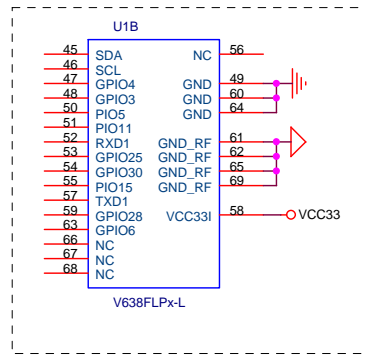 U1B
45 SDA NC 56
46 SCL
47 GPIO4 GND 49
48 GPIO3 GND 60
50 PIO5 GND 64
51 PIO11
52 RXD1 GND_RF 61
53 GPIO25 GND_RF 62
54 GPIO30 GND_RF 65
55 PIO15 GND_RF 69
57 TXD1
59 GPIO28 VCC33I 58 VCC33
63 GPIO6
66 NC
67 NC
68 NC
V638FLPx-L